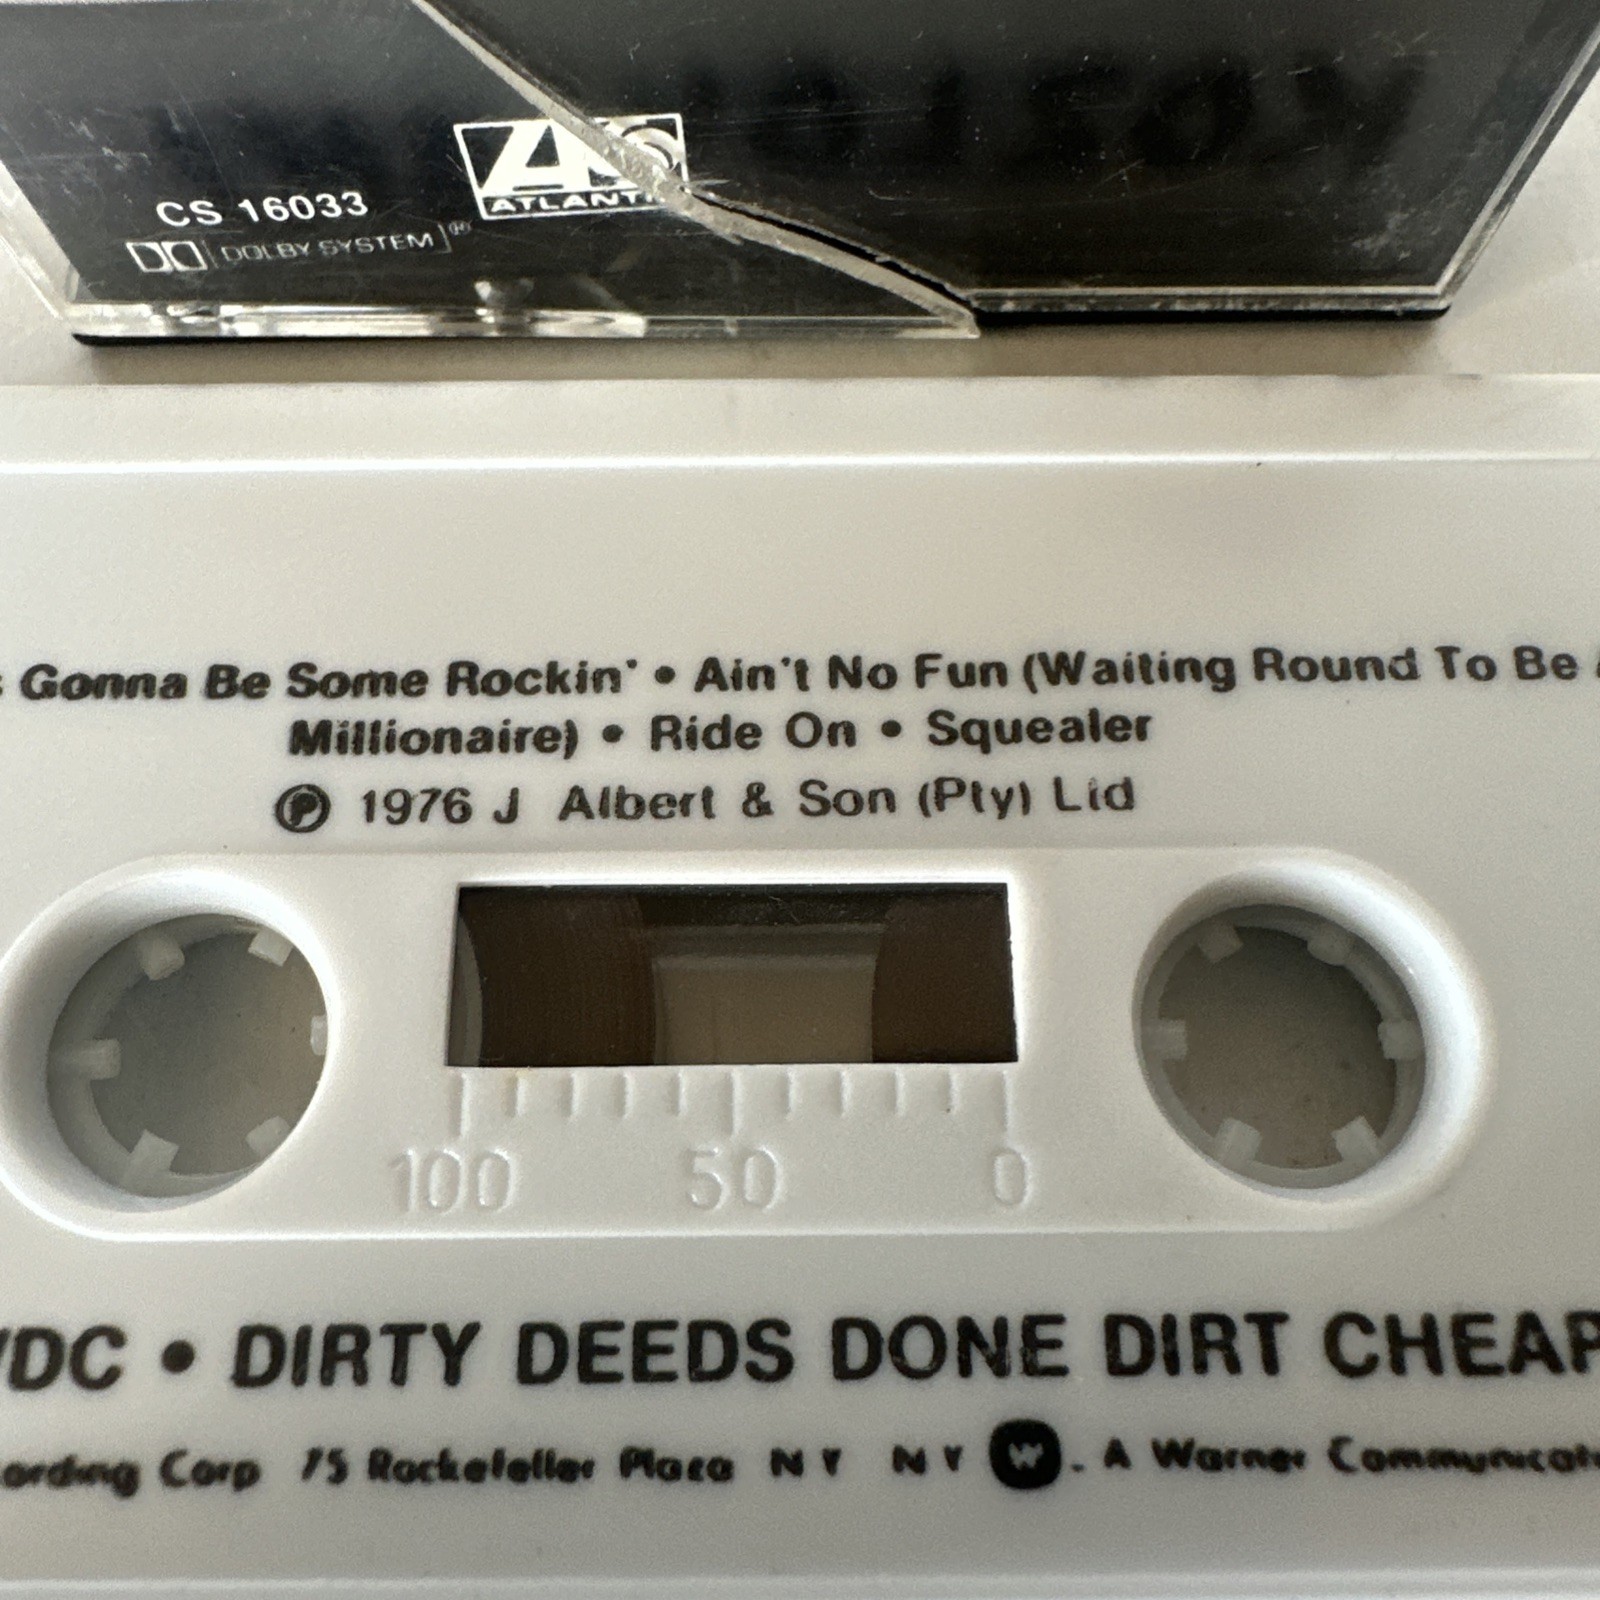 CS 16033
DOLBY SYSTEM ®
ATLANTI
s Gonna Be Some Rockin' • Ain't No Fun (Waiting Round To Be
Millionaire) • Ride On • Squealer
℗ 1976 J Albert & Son (Pty) Ltd
100 50 0
/DC • DIRTY DEEDS DONE DIRT CHEAP
ording Corp 75 Rockefeller Plaza N Y N Y W. A Warner Communicat